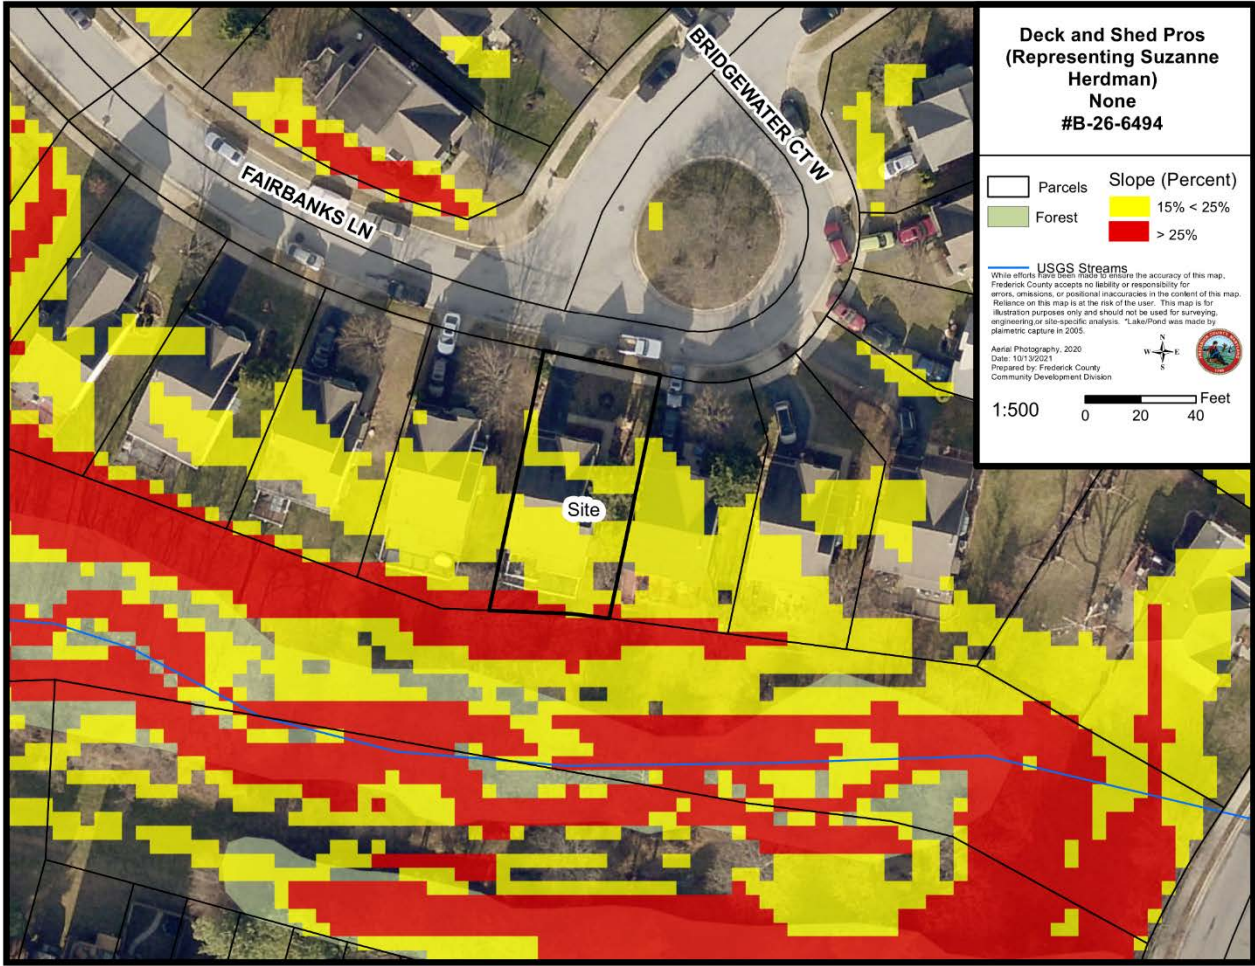 Deck and Shed Pros
(Representing Suzanne
Herdman)
None
#B-26-6494
Parcels
Forest
Slope (Percent)
15% < 25%
> 25%
USGS Streams
While efforts have been made to ensure the accuracy of this map,
Frederick County accepts no liability or responsibility for
errors, omissions, or positional inaccuracies in the content of this map.
Reliance on this map is at the risk of the user. This map is for
illustration purposes only and should not be used for surveying,
engineering,or site-specific analysis. *Lake/Pond was made by
plaimetric capture in 2005.
Aerial Photography, 2020
Date: 10/13/2021
Prepared by: Frederick County
Community Development Division
N
W E
S
1:500
Feet
0 20 40
BRIDGEWATER CT W
FAIRBANKS LN
Site